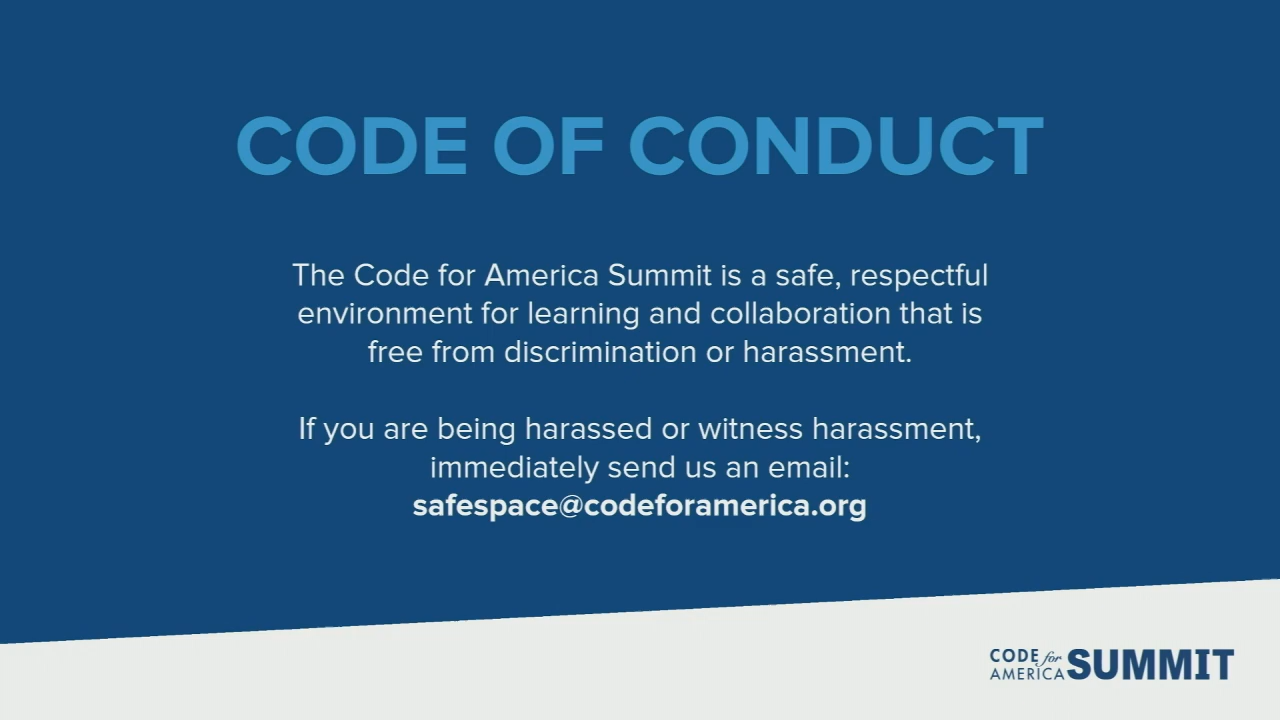 CODE OF CONDUCT
The Code for America Summit is a safe, respectful
environment for learning and collaboration that is
free from discrimination or harassment.
If you are being harassed or witness harassment,
immediately send us an email:
safespace@codeforamerica.org
CODE for
AMERICA SUMMIT